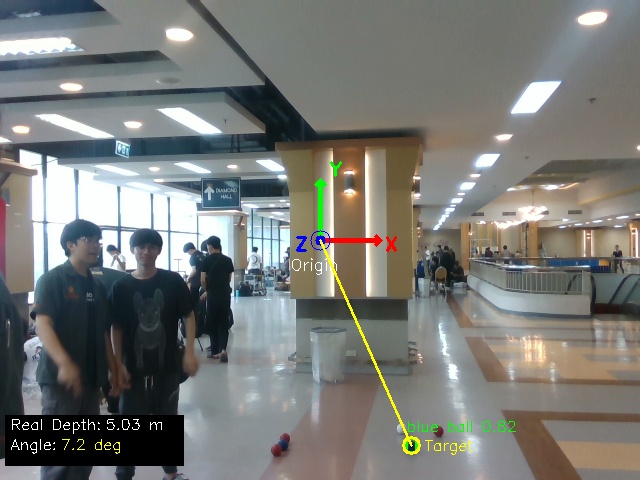 DIAMOND
HALL
Y
Z
X
Origin
blue ball 0.82
Target
Real Depth: 5.03 m
Angle: 7.2 deg